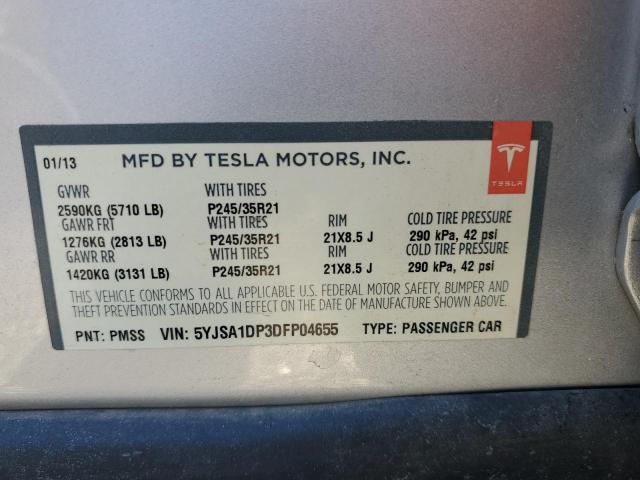 01/13 MFD BY TESLA MOTORS, INC.
TESLA
GVWR WITH TIRES
2590KG (5710 LB) P245/35R21
GAWR FRT WITH TIRES RIM COLD TIRE PRESSURE
1276KG (2813 LB) P245/35R21 21X8.5 J 290 kPa, 42 psi
GAWR RR WITH TIRES RIM COLD TIRE PRESSURE
1420KG (3131 LB) P245/35R21 21X8.5 J 290 kPa, 42 psi
THIS VEHICLE CONFORMS TO ALL APPLICABLE U.S. FEDERAL MOTOR SAFETY, BUMPER AND
THEFT PREVENTION STANDARDS IN EFFECT ON DATE OF MANUFACTURE SHOWN ABOVE.
PNT: PMSS VIN: 5YJSA1DP3DFP04655 TYPE: PASSENGER CAR